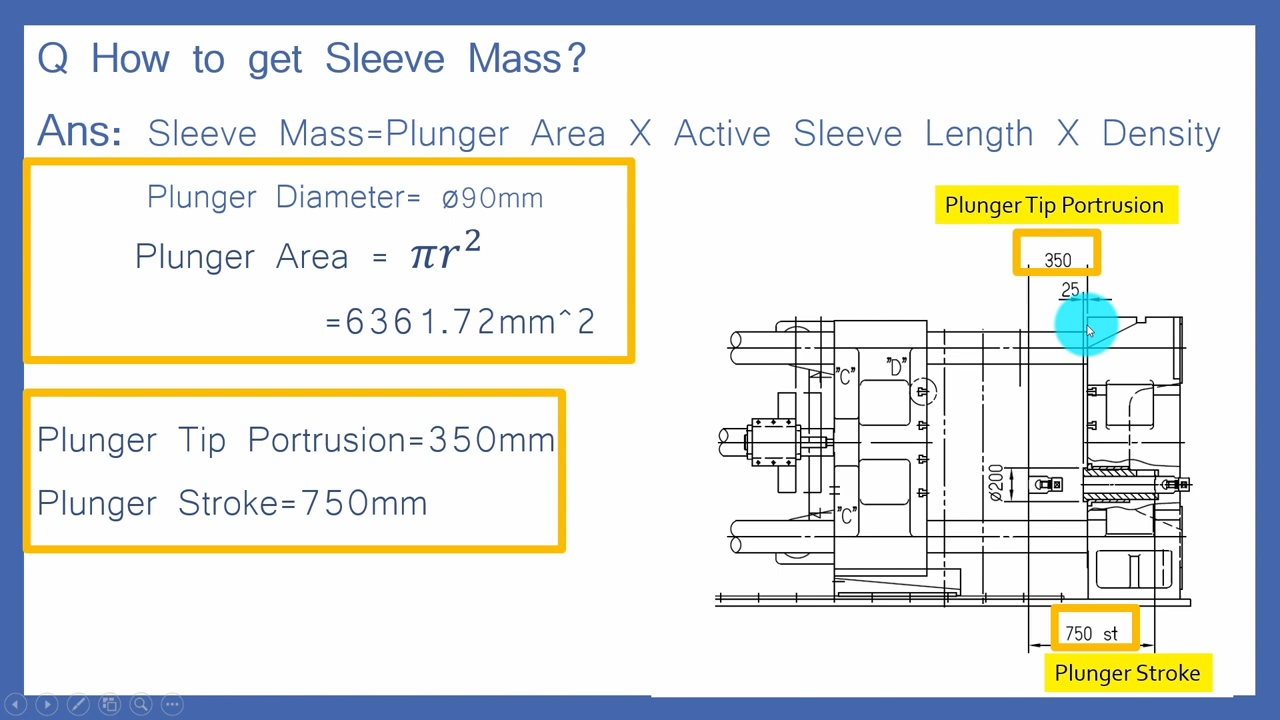 Q How to get Sleeve Mass?
Ans: Sleeve Mass=Plunger Area X Active Sleeve Length X Density
Plunger Diameter= ø90mm
Plunger Area = πr²
=6361.72mm^2
Plunger Tip Portrusion=350mm
Plunger Stroke=750mm
Plunger Tip Portrusion
350
25
"C"
"D"
ø200
"C"
750 st
Plunger Stroke